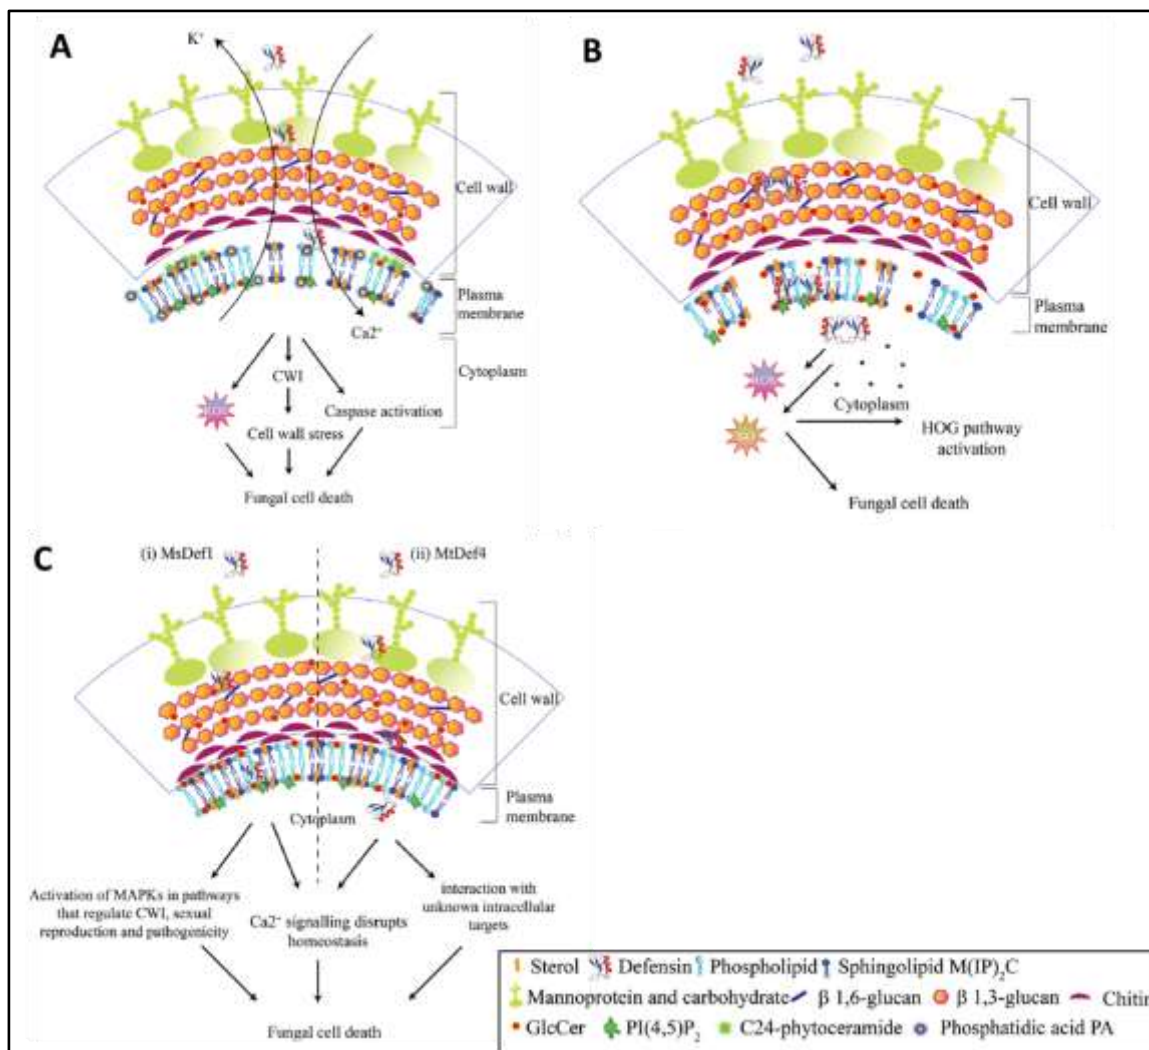 A
K⁺
Cell wall
Plasma
membrane
Ca2⁺
Cytoplasm
CWI
ROS
Caspase activation
Cell wall stress
Fungal cell death
B
Cell wall
Plasma
membrane
Cytoplasm
HOG pathway
activation
Fungal cell death
C
(i) MsDef1
(ii) MtDef4
Cell wall
Plasma
membrane
Cytoplasm
Activation of MAPKs in pathways
that regulate CWI, sexual
reproduction and pathogenicity
Ca2⁺ signalling disrupts
homeostasis
interaction with
unknown intracellular
targets
Fungal cell death
Sterol Defensin Phospholipid Sphingolipid M(IP)₂C
Mannoprotein and carbohydrate β 1,6-glucan β 1,3-glucan Chitin
GlcCer PI(4,5)P₂ C24-phytoceramide Phosphatidic acid PA